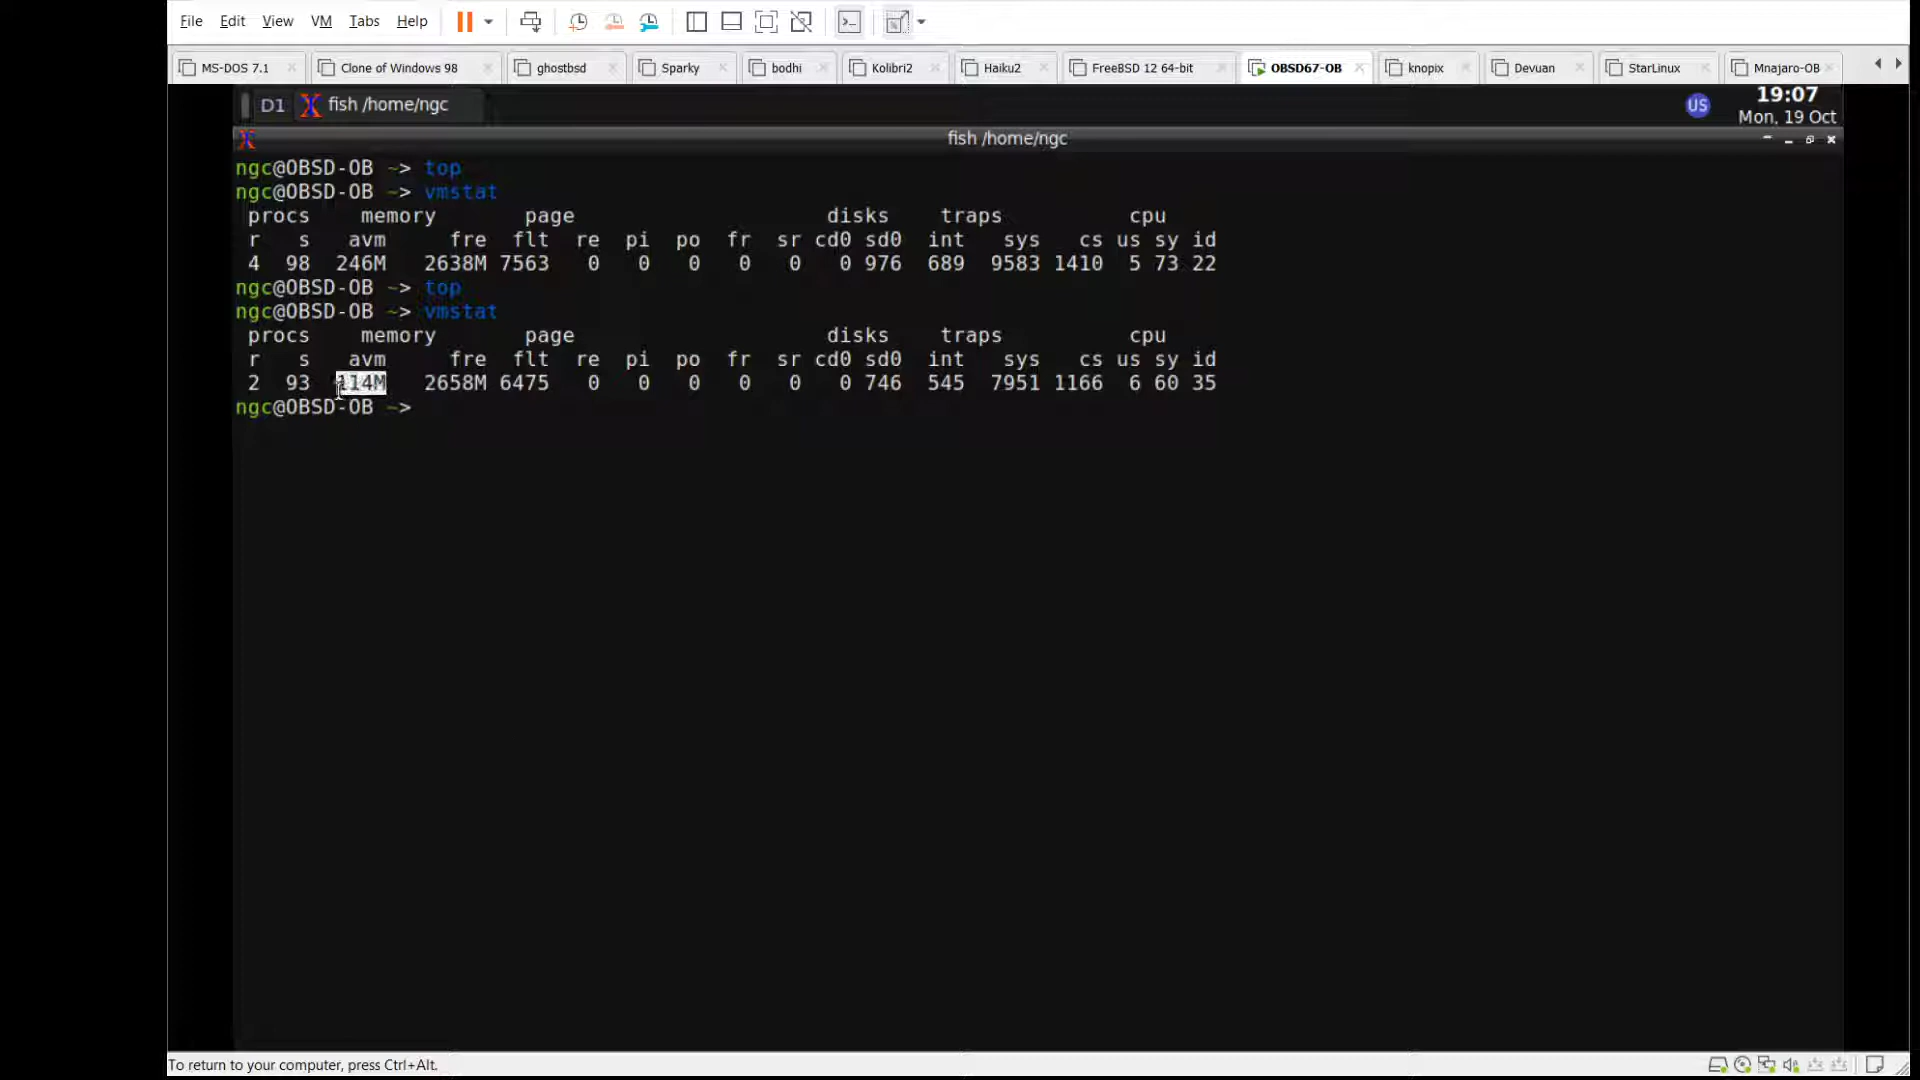 File Edit View VM Tabs Help
MS-DOS 7.1 Clone of Windows 98 ghostbsd Sparky bodhi Kolibri2 Haiku2 FreeBSD 12 64-bit OBSD67-OB knopix Devuan StarLinux Mnajaro-OB
D1 X fish /home/ngc US 19:07
Mon, 19 Oct
fish /home/ngc
ngc@OBSD-OB ~> top
ngc@OBSD-OB ~> vmstat
procs memory page disks traps cpu
r s avm fre flt re pi po fr sr cd0 sd0 int sys cs us sy id
4 98 246M 2638M 7563 0 0 0 0 0 0 976 689 9583 1410 5 73 22
ngc@OBSD-OB ~> top
ngc@OBSD-OB ~> vmstat
procs memory page disks traps cpu
r s avm fre flt re pi po fr sr cd0 sd0 int sys cs us sy id
2 93 114M 2658M 6475 0 0 0 0 0 0 746 545 7951 1166 6 60 35
ngc@OBSD-OB ~>
To return to your computer, press Ctrl+Alt.